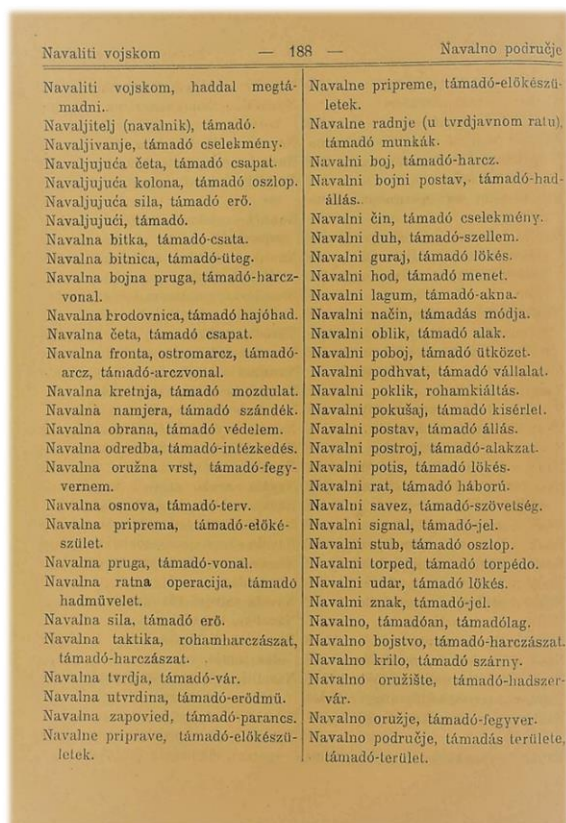 Navaliti vojskom — 188 — Navalno područje
Navaliti vojskom, haddal megtá-
madni.
Navaljitelj (navalnik), támadó.
Navaljivanje, támadó cselekmény.
Navaljujuća četa, támadó csapat.
Navaljujuća kolona, támadó oszlop.
Navaljujuća sila, támadó erő.
Navaljujući, támadó.
Navalna bitka, támadó-csata.
Navalna bitnica, támadó-üteg.
Navalna bojna pruga, támadó-harcz-
vonal.
Navalna brodovnica, támadó hajóhad.
Navalna četa, támadó csapat.
Navalna fronta, ostromarcz, támadó-
arcz, támadó-arczvonal.
Navalna kretnja, támadó mozdulat.
Navalna namjera, támadó szándék.
Navalna obrana, támadó védelem.
Navalna odredba, támadó-intézkedés.
Navalna oružna vrst, támadó-fegy-
vernem.
Navalna osnova, támadó-terv.
Navalna priprema, támadó-előké-
szület.
Navalna pruga, támadó-vonal.
Navalna ratna operacija, támadó
hadművelet.
Navalna sila, támadó erő.
Navalna taktika, rohamharczászat,
támadó-harczászat.
Navalna tvrdja, támadó-vár.
Navalna utvrdina, támadó-erődmű.
Navalna zapovied, támadó-parancs.
Navalne priprave, támadó-előkészü-
letek.
Navalne pripreme, támadó-előkészü-
letek.
Navalne radnje (u tvrdjavnom ratu),
támadó munkák.
Navalni boj, támadó-harcz.
Navalni bojni postav, támadó-had-
állás.
Navalni čin, támadó cselekmény.
Navalni duh, támadó-szellem.
Navalni guraj, támadó lökés.
Navalni hod, támadó menet.
Navalni lagum, támadó-akna.
Navalni način, támadás módja.
Navalni oblik, támadó alak.
Navalni poboj, támadó ütközet.
Navalni podhvat, támadó vállalat.
Navalni poklik, rohamkiáltás.
Navalni pokušaj, támadó kisérlet.
Navalni postav, támadó állás.
Navalni postroj, támadó-alakzat.
Navalni potis, támadó lökés.
Navalni rat, támadó háború.
Navalni savez, támadó-szövetség.
Navalni signal, támadó-jel.
Navalni stub, támadó oszlop.
Navalni torped, támadó torpédo.
Navalni udar, támadó lökés.
Navalni znak, támadó-jel.
Navalno, támadóan, támadólag.
Navalno bojstvo, támadó-harczászat.
Navalno krilo, támadó szárny.
Navalno oružište, támadó-hadszer-
vár.
Navalno oružje, támadó-fegyver.
Navalno područje, támadás területe,
támadó-terület.